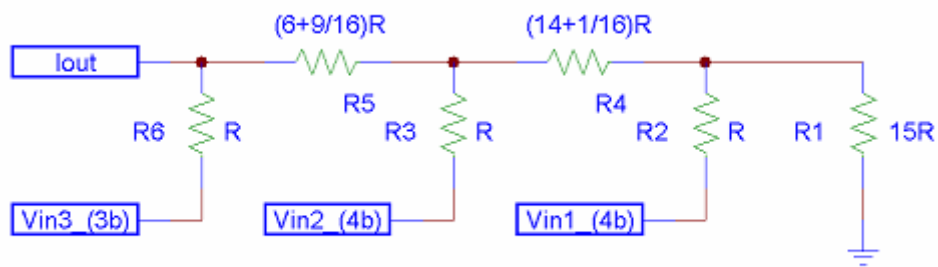 (6+9/16)R (14+1/16)R
Iout
R5 R4
R6 R R3 R R2 R R1 15R
Vin3_(3b) Vin2_(4b) Vin1_(4b)